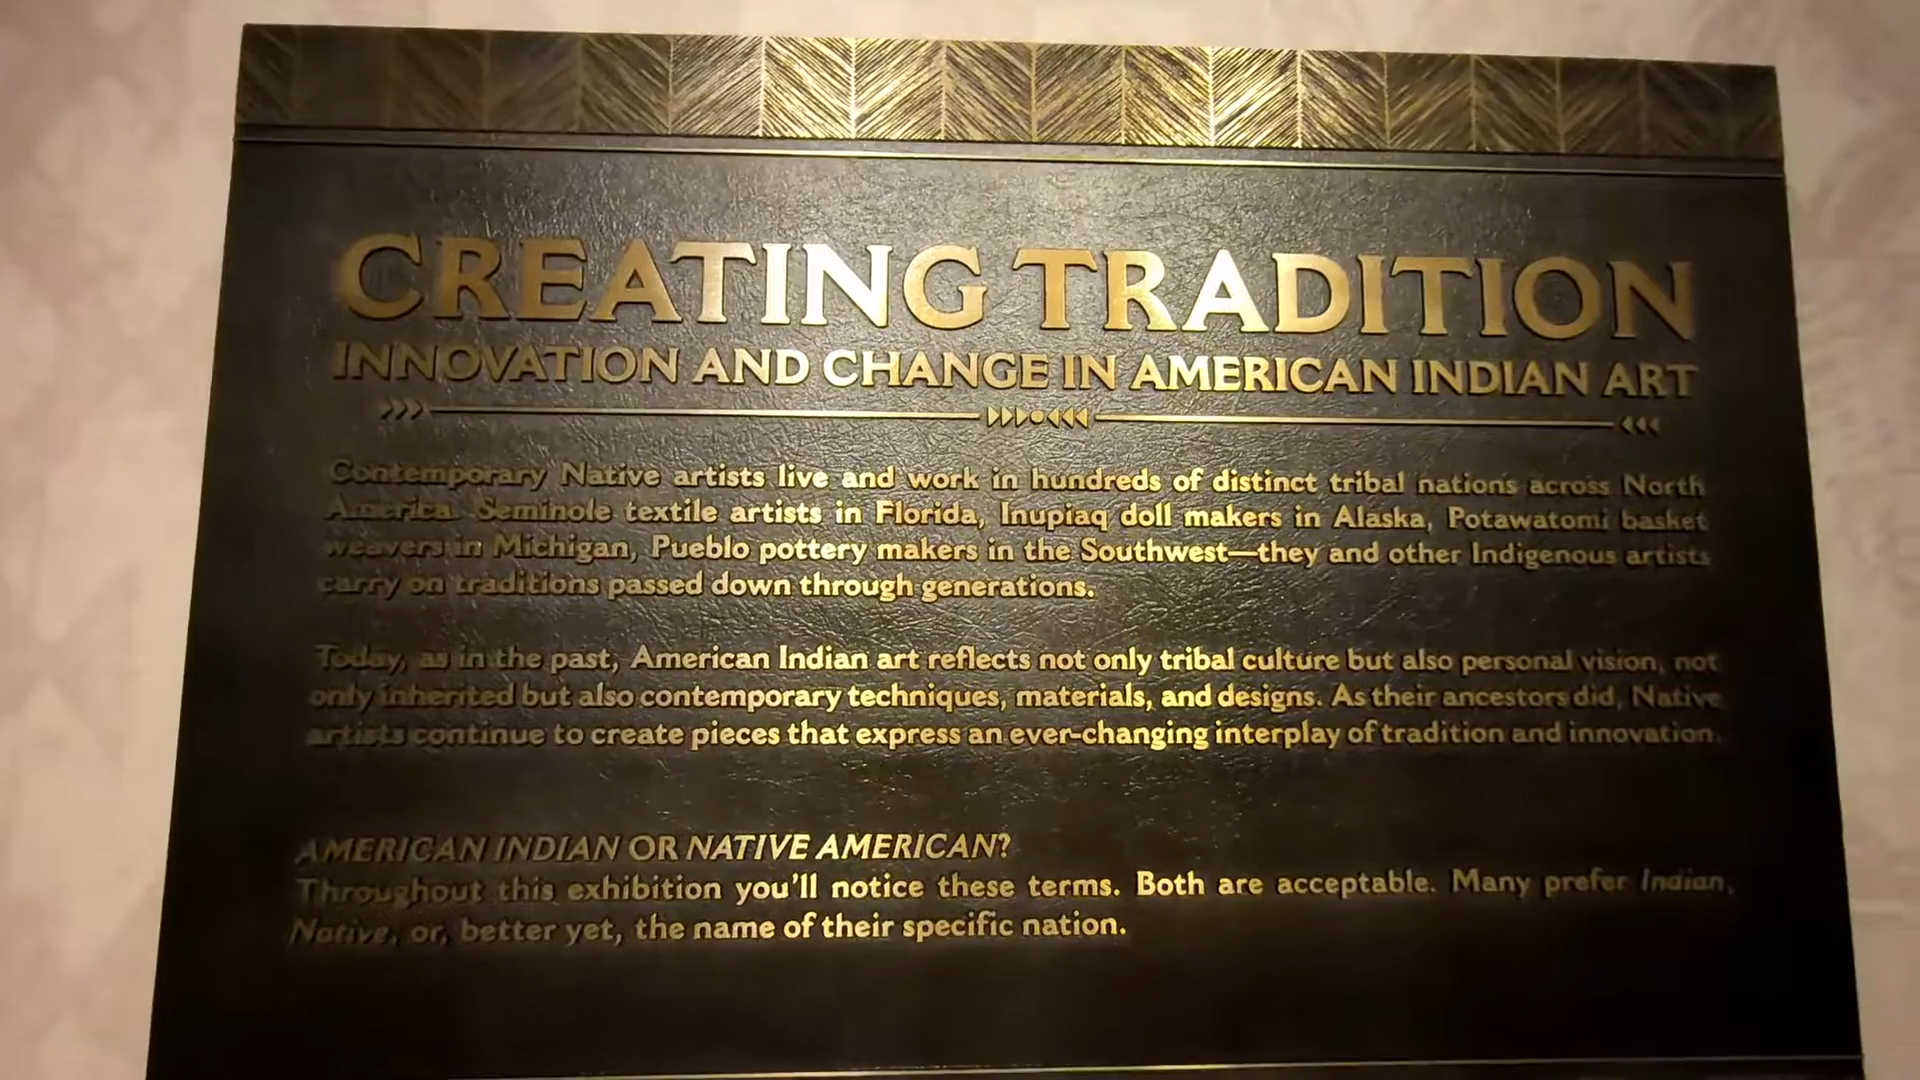 CREATING TRADITION
INNOVATION AND CHANGE IN AMERICAN INDIAN ART
Contemporary Native artists live and work in hundreds of distinct tribal nations across North
America. Seminole textile artists in Florida, Inupiaq doll makers in Alaska, Potawatomi basket
weavers in Michigan, Pueblo pottery makers in the Southwest—they and other Indigenous artists
carry on traditions passed down through generations.
Today, as in the past, American Indian art reflects not only tribal culture but also personal vision, not
only inherited but also contemporary techniques, materials, and designs. As their ancestors did, Native
artists continue to create pieces that express an ever-changing interplay of tradition and innovation.
AMERICAN INDIAN OR NATIVE AMERICAN?
Throughout this exhibition you'll notice these terms. Both are acceptable. Many prefer Indian,
Native, or, better yet, the name of their specific nation.